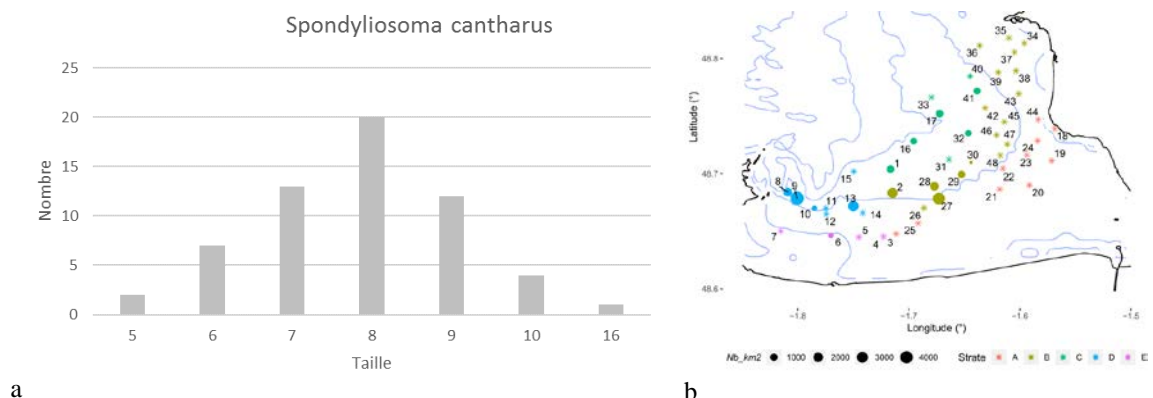 Spondyliosoma cantharus
25
20
15
10
5
0
Nombre
5 6 7 8 9 10 16
Taille
a
48.8
48.7
48.6
Latitude (°)
35 34
36 37
40 39 38
33 41 43
17 42 45 44
16 32 46 47 18
24
1 31 30 48 23 19
15 29 22
8 9 28 20
2 21
10 11 13 27
12 14 26
7 6 5 4 3 25
−1.8 −1.7 −1.6 −1.5
Longitude (°)
Nb_km2 1000 2000 3000 4000 Strate A B C D E
b